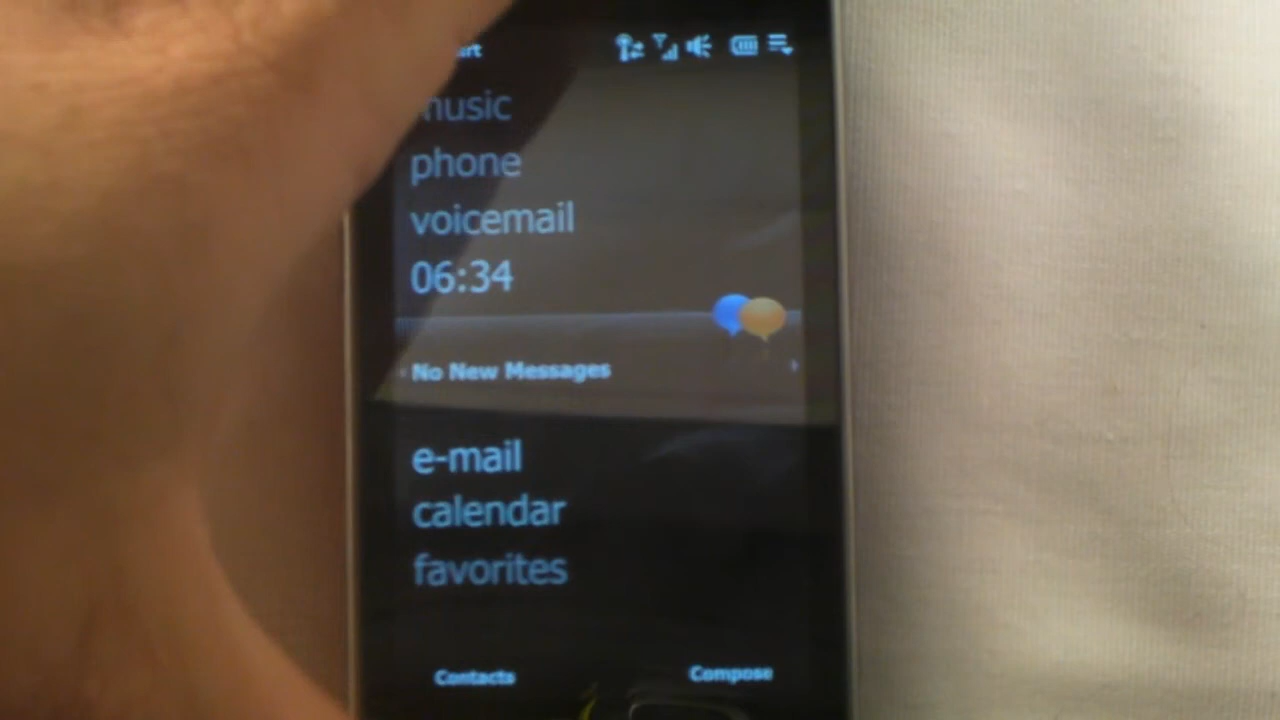 music
phone
voicemail
06:34
No New Messages
e-mail
calendar
favorites
Contacts Compose